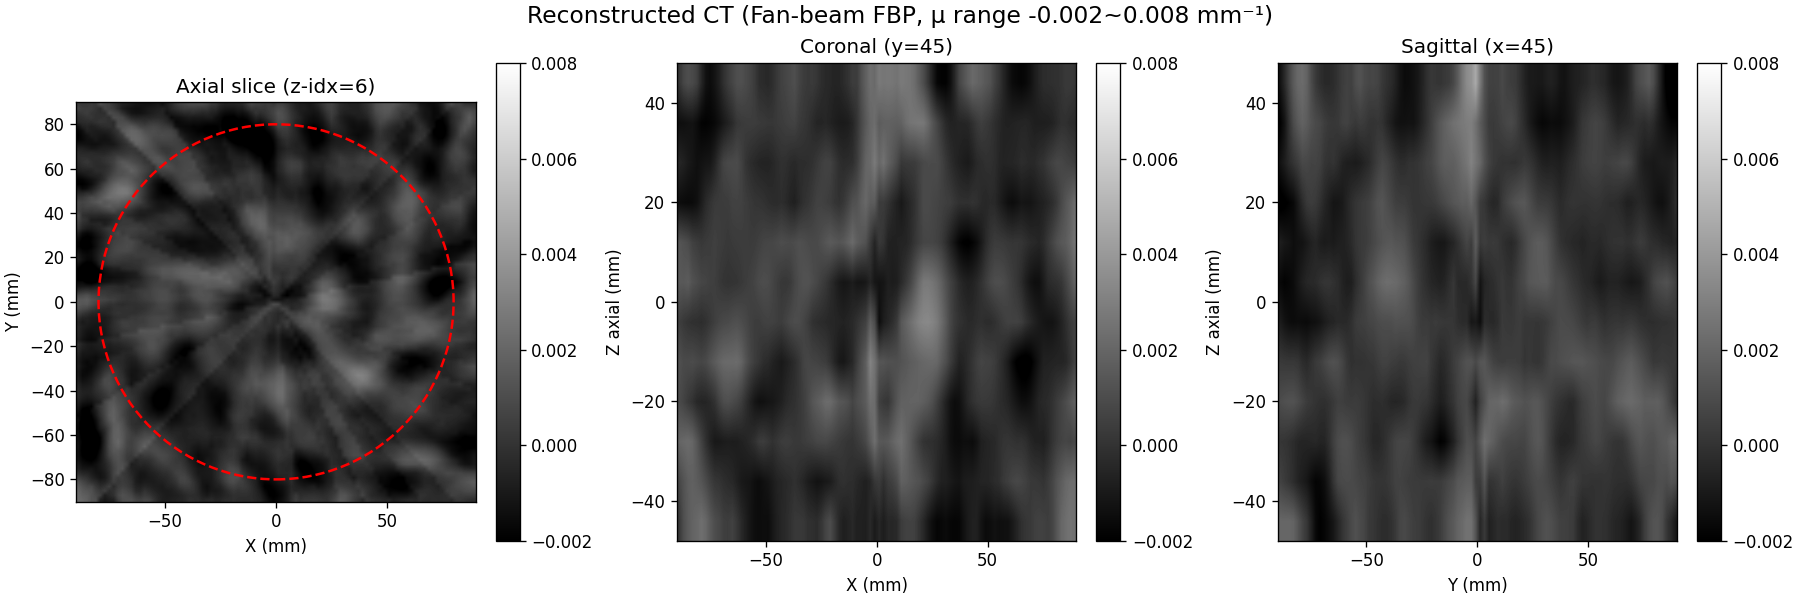 Reconstructed CT (Fan-beam FBP, μ range -0.002~0.008 mm⁻¹)
Axial slice (z-idx=6)
80
60
40
20
0
−20
−40
−60
−80
Y (mm)
−50 0 50
X (mm)
0.008
0.006
0.004
0.002
0.000
−0.002
Coronal (y=45)
40
20
0
−20
−40
Z axial (mm)
−50 0 50
X (mm)
0.008
0.006
0.004
0.002
0.000
−0.002
Sagittal (x=45)
40
20
0
−20
−40
Z axial (mm)
−50 0 50
Y (mm)
0.008
0.006
0.004
0.002
0.000
−0.002